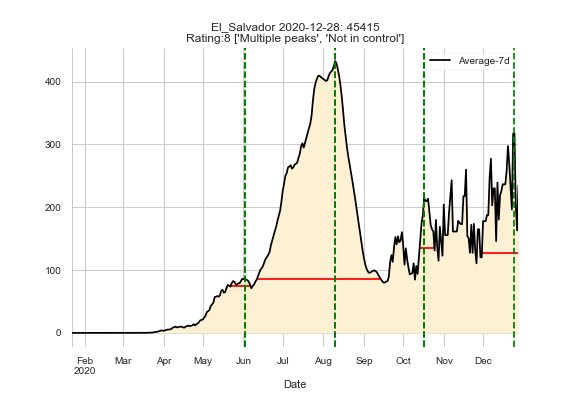 El_Salvador 2020-12-28: 45415
Rating:8 ['Multiple peaks', 'Not in control']
Average-7d
400
300
200
100
0
Feb Mar Apr May Jun Jul Aug Sep Oct Nov Dec
2020
Date